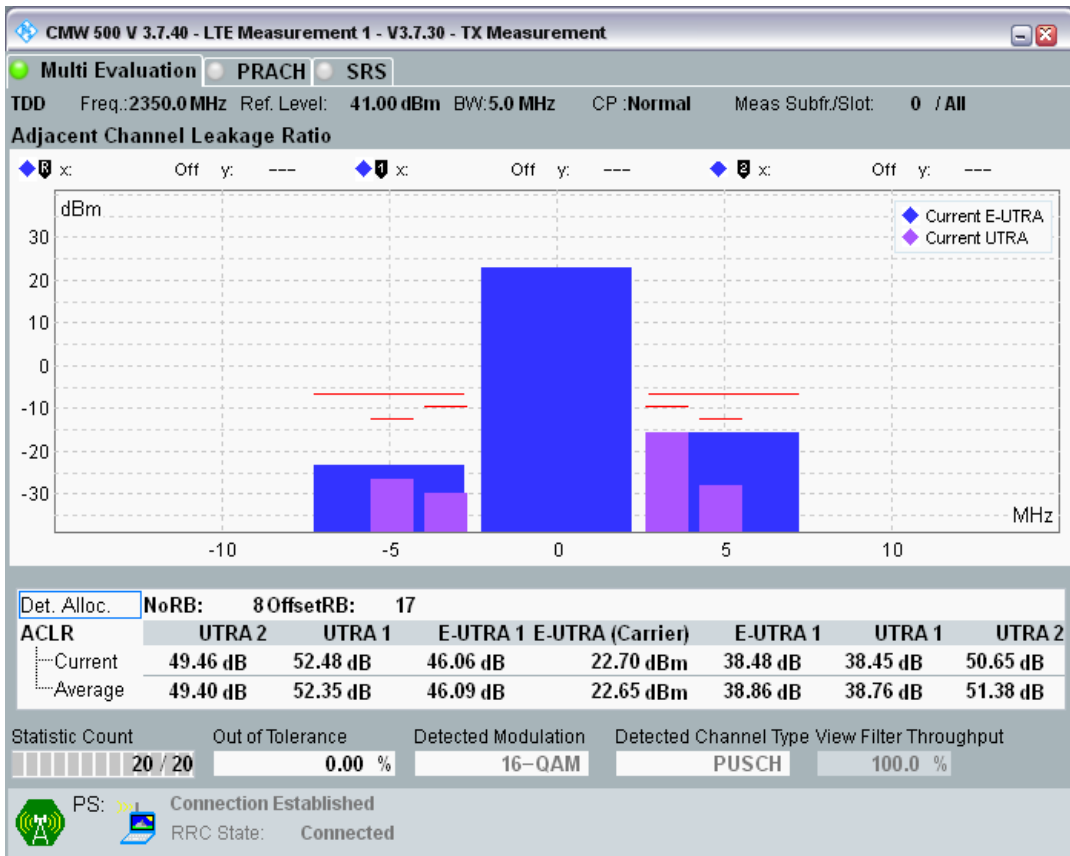 CMW 500 V 3.7.40 - LTE Measurement 1 - V3.7.30 - TX Measurement
Multi Evaluation PRACH SRS
TDD Freq.:2350.0 MHz Ref. Level: 41.00 dBm BW:5.0 MHz CP :Normal Meas Subfr./Slot: 0 / All
Adjacent Channel Leakage Ratio
R x: Off y: --- 1 x: Off y: --- 2 x: Off y: ---
dBm
Current E-UTRA
Current UTRA
30
20
10
0
-10
-20
-30
MHz
-10 -5 0 5 10
Det. Alloc. NoRB: 8 OffsetRB: 17
ACLR UTRA 2 UTRA 1 E-UTRA 1 E-UTRA (Carrier) E-UTRA 1 UTRA 1 UTRA 2
Current 49.46 dB 52.48 dB 46.06 dB 22.70 dBm 38.48 dB 38.45 dB 50.65 dB
Average 49.40 dB 52.35 dB 46.09 dB 22.65 dBm 38.86 dB 38.76 dB 51.38 dB
Statistic Count Out of Tolerance Detected Modulation Detected Channel Type View Filter Throughput
20 / 20 0.00 % 16-QAM PUSCH 100.0 %
PS: Connection Established
RRC State: Connected